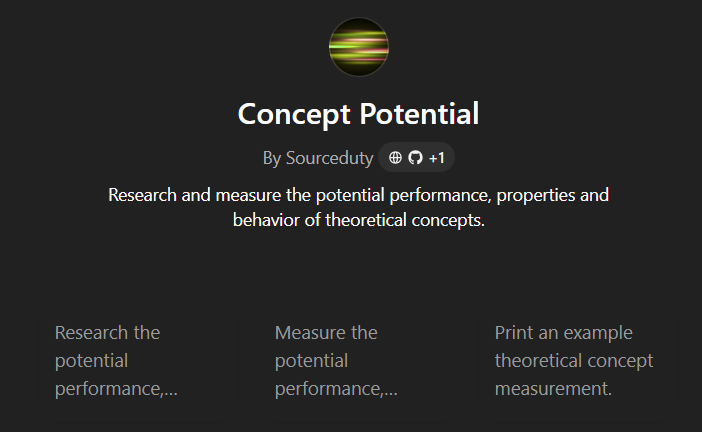 Concept Potential
By Sourceduty +1
Research and measure the potential performance, properties and
behavior of theoretical concepts.
Research the
potential
performance,...
Measure the
potential
performance,...
Print an example
theoretical concept
measurement.